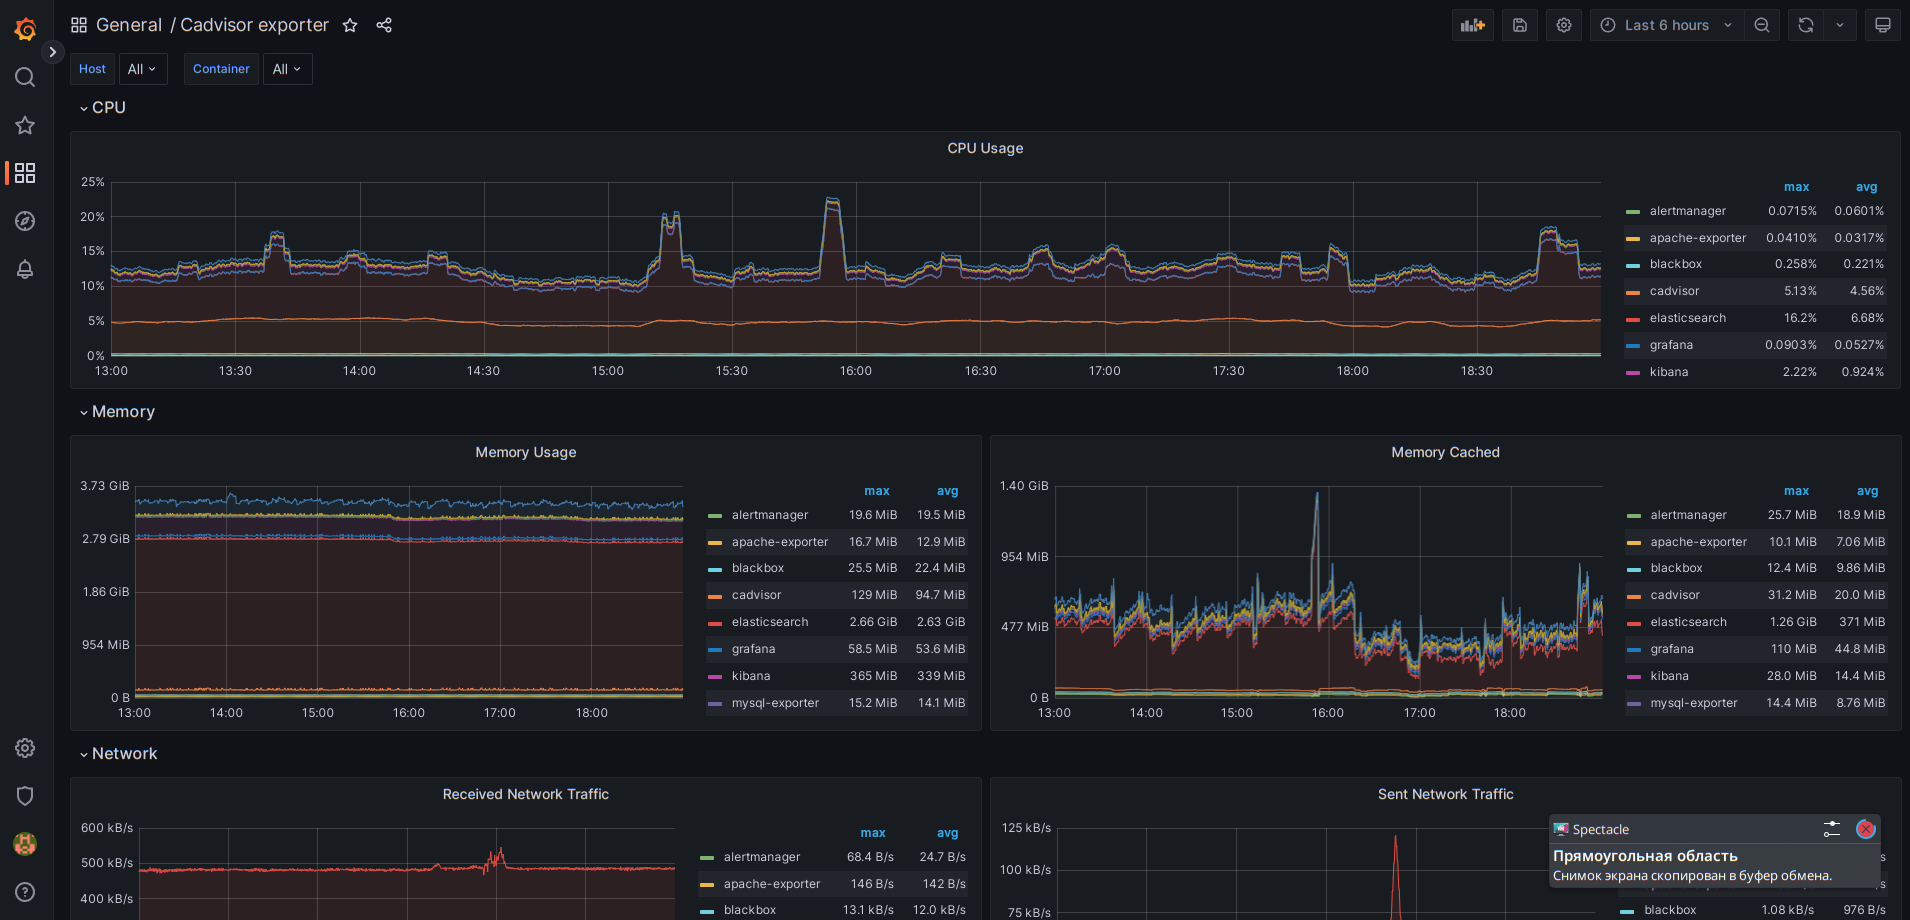 General / Cadvisor exporter
Last 6 hours
Host All Container All
CPU
CPU Usage
25%
20%
15%
10%
5%
0%
13:00 13:30 14:00 14:30 15:00 15:30 16:00 16:30 17:00 17:30 18:00 18:30
max avg
alertmanager 0.0715% 0.0601%
apache-exporter 0.0410% 0.0317%
blackbox 0.258% 0.221%
cadvisor 5.13% 4.56%
elasticsearch 16.2% 6.68%
grafana 0.0903% 0.0527%
kibana 2.22% 0.924%
Memory
Memory Usage
3.73 GiB
2.79 GiB
1.86 GiB
954 MiB
0 B
13:00 14:00 15:00 16:00 17:00 18:00
max avg
alertmanager 19.6 MiB 19.5 MiB
apache-exporter 16.7 MiB 12.9 MiB
blackbox 25.5 MiB 22.4 MiB
cadvisor 129 MiB 94.7 MiB
elasticsearch 2.66 GiB 2.63 GiB
grafana 58.5 MiB 53.6 MiB
kibana 365 MiB 339 MiB
mysql-exporter 15.2 MiB 14.1 MiB
Memory Cached
1.40 GiB
954 MiB
477 MiB
0 B
13:00 14:00 15:00 16:00 17:00 18:00
max avg
alertmanager 25.7 MiB 18.9 MiB
apache-exporter 10.1 MiB 7.06 MiB
blackbox 12.4 MiB 9.86 MiB
cadvisor 31.2 MiB 20.0 MiB
elasticsearch 1.26 GiB 371 MiB
grafana 110 MiB 44.8 MiB
kibana 28.0 MiB 14.4 MiB
mysql-exporter 14.4 MiB 8.76 MiB
Network
Received Network Traffic
600 kB/s
500 kB/s
400 kB/s
max avg
alertmanager 68.4 B/s 24.7 B/s
apache-exporter 146 B/s 142 B/s
blackbox 13.1 kB/s 12.0 kB/s
Sent Network Traffic
125 kB/s
100 kB/s
75 kB/s
blackbox 1.08 kB/s 976 B/s
Spectacle
Прямоугольная область
Снимок экрана скопирован в буфер обмена.